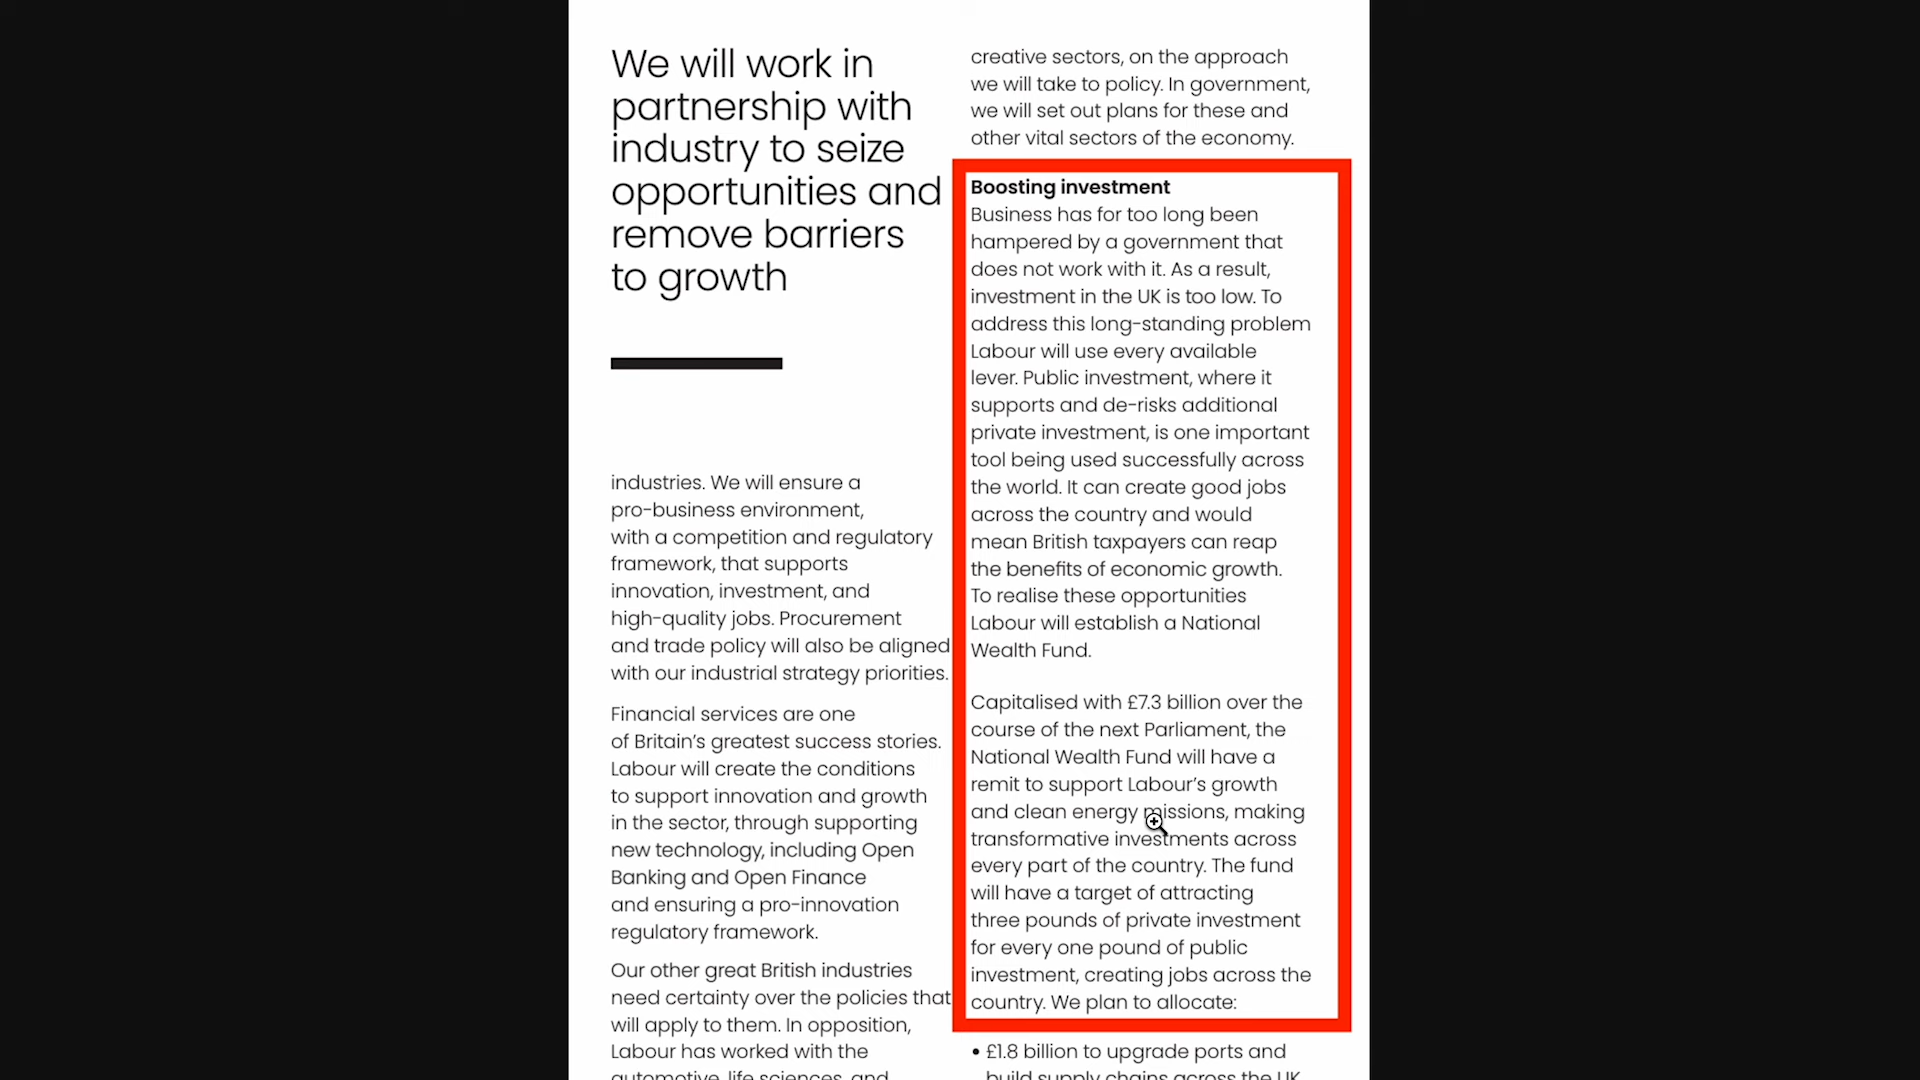 We will work in
partnership with
industry to seize
opportunities and
remove barriers
to growth
industries. We will ensure a
pro-business environment,
with a competition and regulatory
framework, that supports
innovation, investment, and
high-quality jobs. Procurement
and trade policy will also be aligned
with our industrial strategy priorities.
Financial services are one
of Britain's greatest success stories.
Labour will create the conditions
to support innovation and growth
in the sector, through supporting
new technology, including Open
Banking and Open Finance
and ensuring a pro-innovation
regulatory framework.
Our other great British industries
need certainty over the policies that
will apply to them. In opposition,
Labour has worked with the
automotive, life sciences, and
creative sectors, on the approach
we will take to policy. In government,
we will set out plans for these and
other vital sectors of the economy.
Boosting investment
Business has for too long been
hampered by a government that
does not work with it. As a result,
investment in the UK is too low. To
address this long-standing problem
Labour will use every available
lever. Public investment, where it
supports and de-risks additional
private investment, is one important
tool being used successfully across
the world. It can create good jobs
across the country and would
mean British taxpayers can reap
the benefits of economic growth.
To realise these opportunities
Labour will establish a National
Wealth Fund.
Capitalised with £7.3 billion over the
course of the next Parliament, the
National Wealth Fund will have a
remit to support Labour's growth
and clean energy missions, making
transformative investments across
every part of the country. The fund
will have a target of attracting
three pounds of private investment
for every one pound of public
investment, creating jobs across the
country. We plan to allocate:
• £1.8 billion to upgrade ports and
build supply chains across the UK